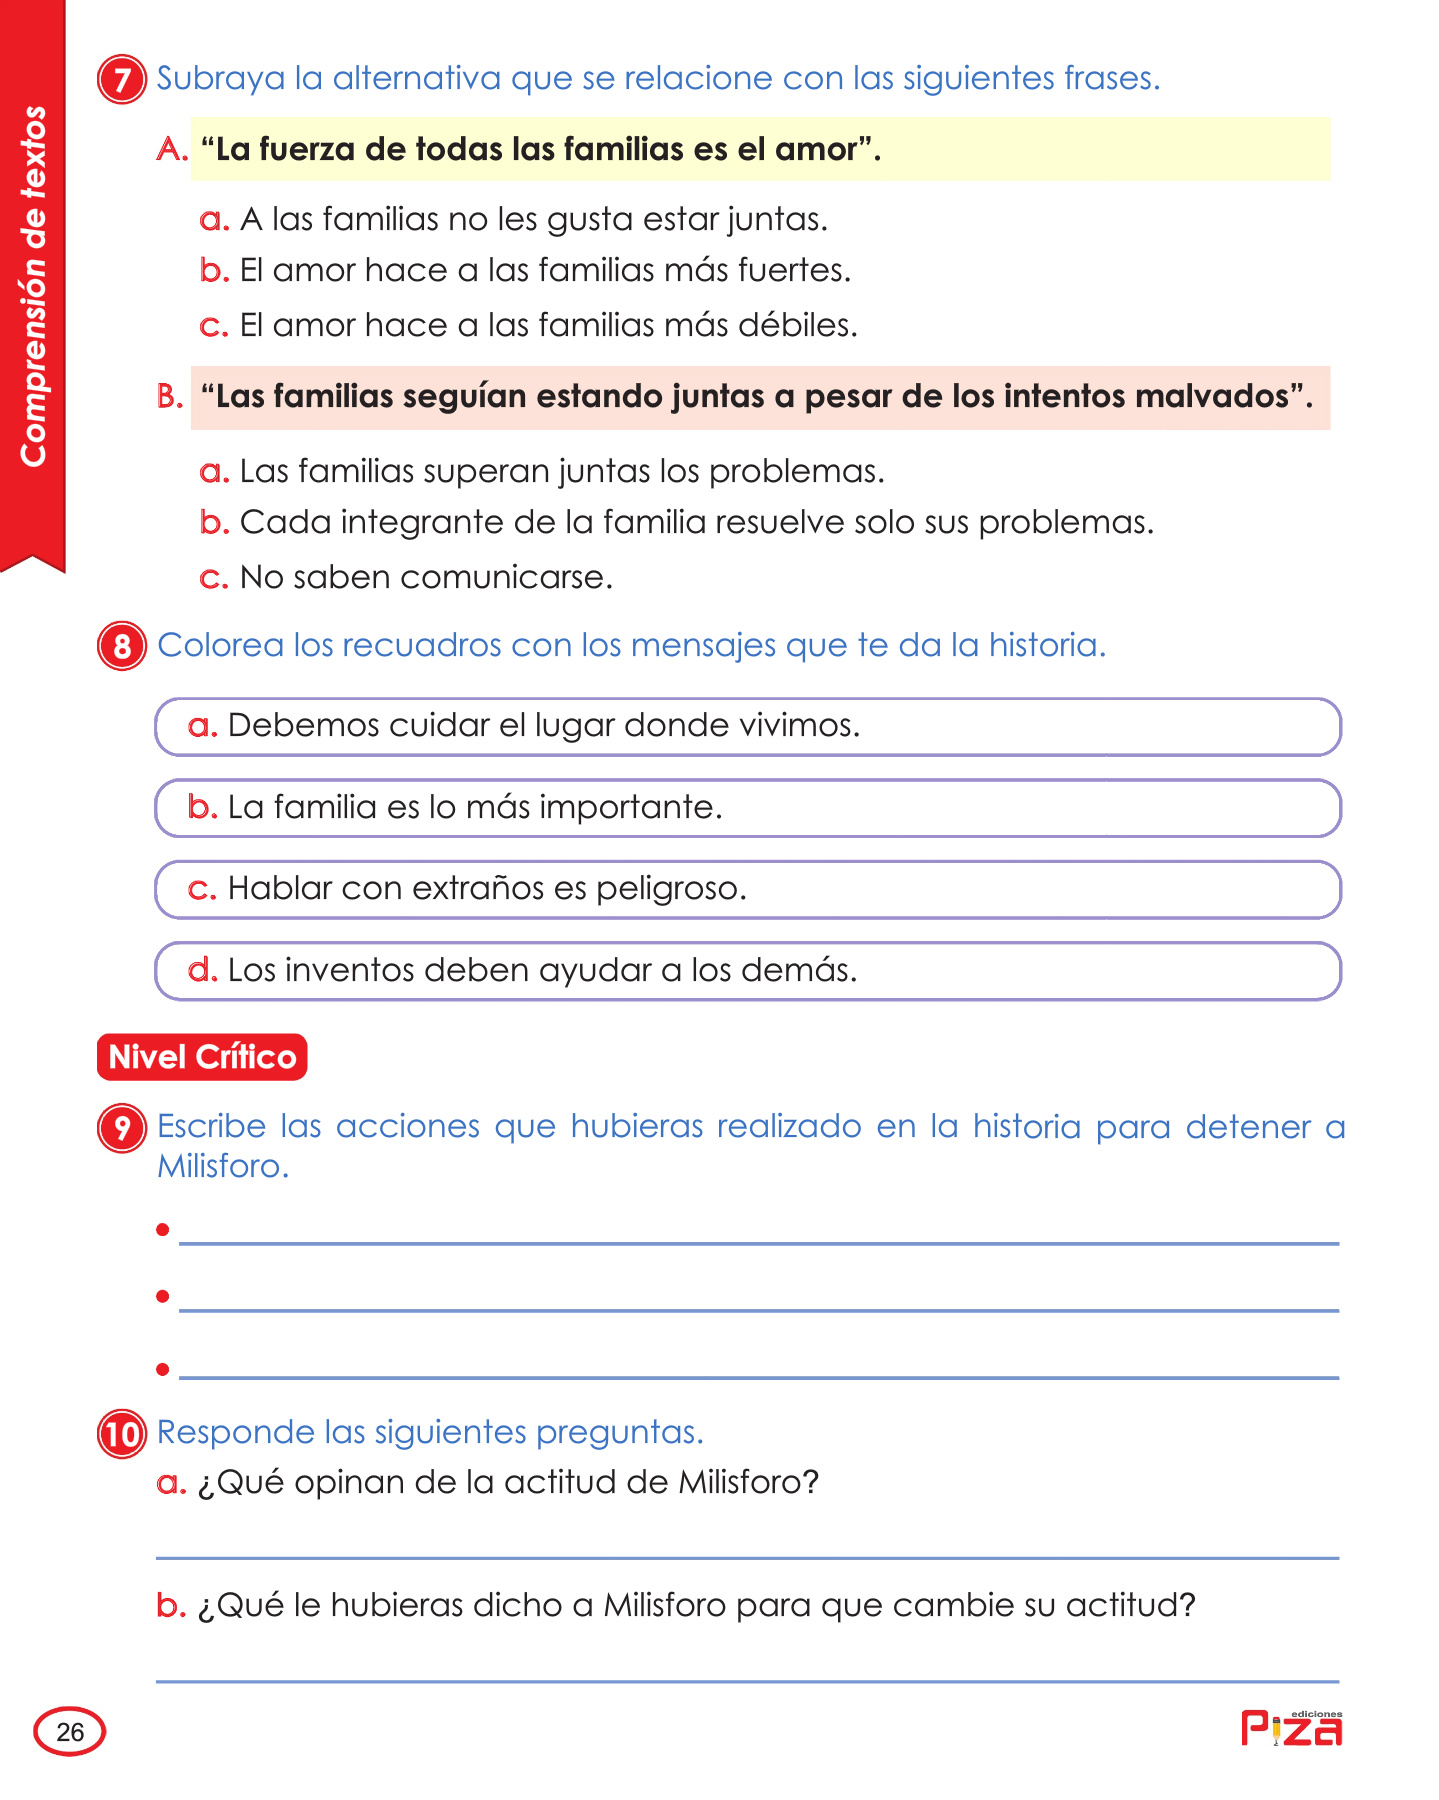 Comprensión de textos
7 Subraya la alternativa que se relacione con las siguientes frases.
A. “La fuerza de todas las familias es el amor”.
a. A las familias no les gusta estar juntas.
b. El amor hace a las familias más fuertes.
c. El amor hace a las familias más débiles.
B. “Las familias seguían estando juntas a pesar de los intentos malvados”.
a. Las familias superan juntas los problemas.
b. Cada integrante de la familia resuelve solo sus problemas.
c. No saben comunicarse.
8 Colorea los recuadros con los mensajes que te da la historia.
a. Debemos cuidar el lugar donde vivimos.
b. La familia es lo más importante.
c. Hablar con extraños es peligroso.
d. Los inventos deben ayudar a los demás.
Nivel Crítico
9 Escribe las acciones que hubieras realizado en la historia para detener a
Milisforo.
10 Responde las siguientes preguntas.
a. ¿Qué opinan de la actitud de Milisforo?
b. ¿Qué le hubieras dicho a Milisforo para que cambie su actitud?
26
ediciones
Piza